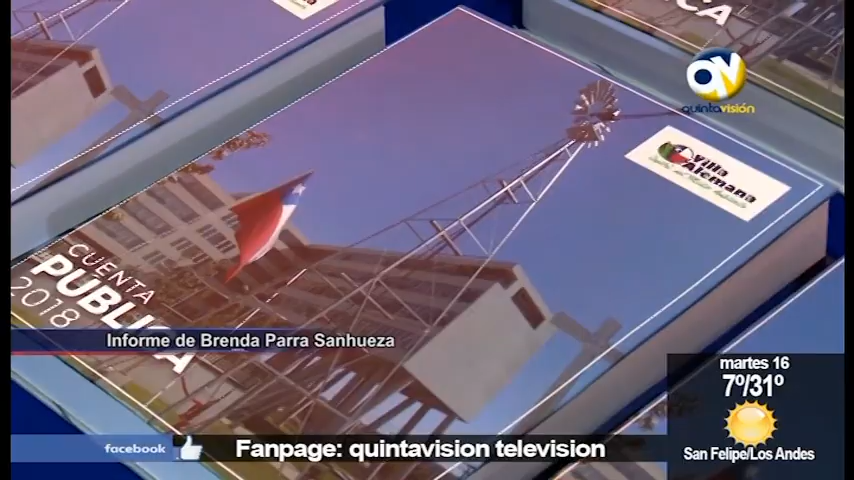 QV
quintavisión
Villa
Alemana
CUENTA
PUBLICA
2018
Informe de Brenda Parra Sanhueza
martes 16
7º/31º
San Felipe/Los Andes
facebook
Fanpage: quintavision television